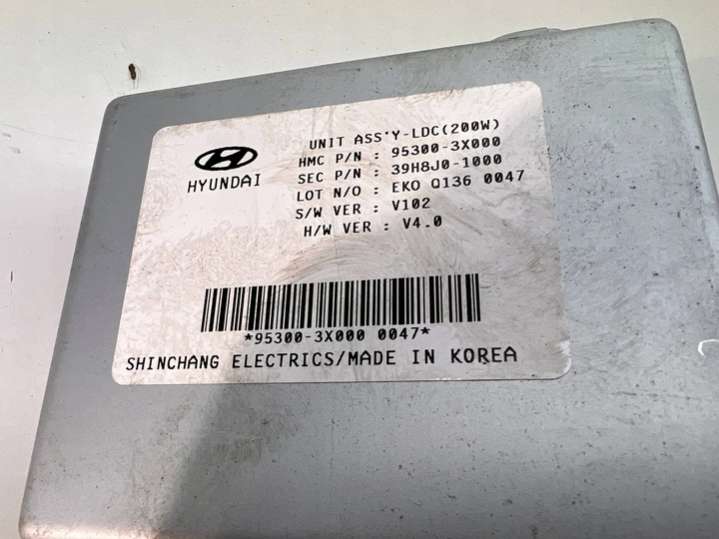 HYUNDAI
UNIT ASS'Y-LDC(200W)
HMC P/N : 95300-3X000
SEC P/N : 39H8J0-1000
LOT N/O : EKO Q136 0047
S/W VER : V102
H/W VER : V4.0
*95300-3X000 0047*
SHINCHANG ELECTRICS/MADE IN KOREA